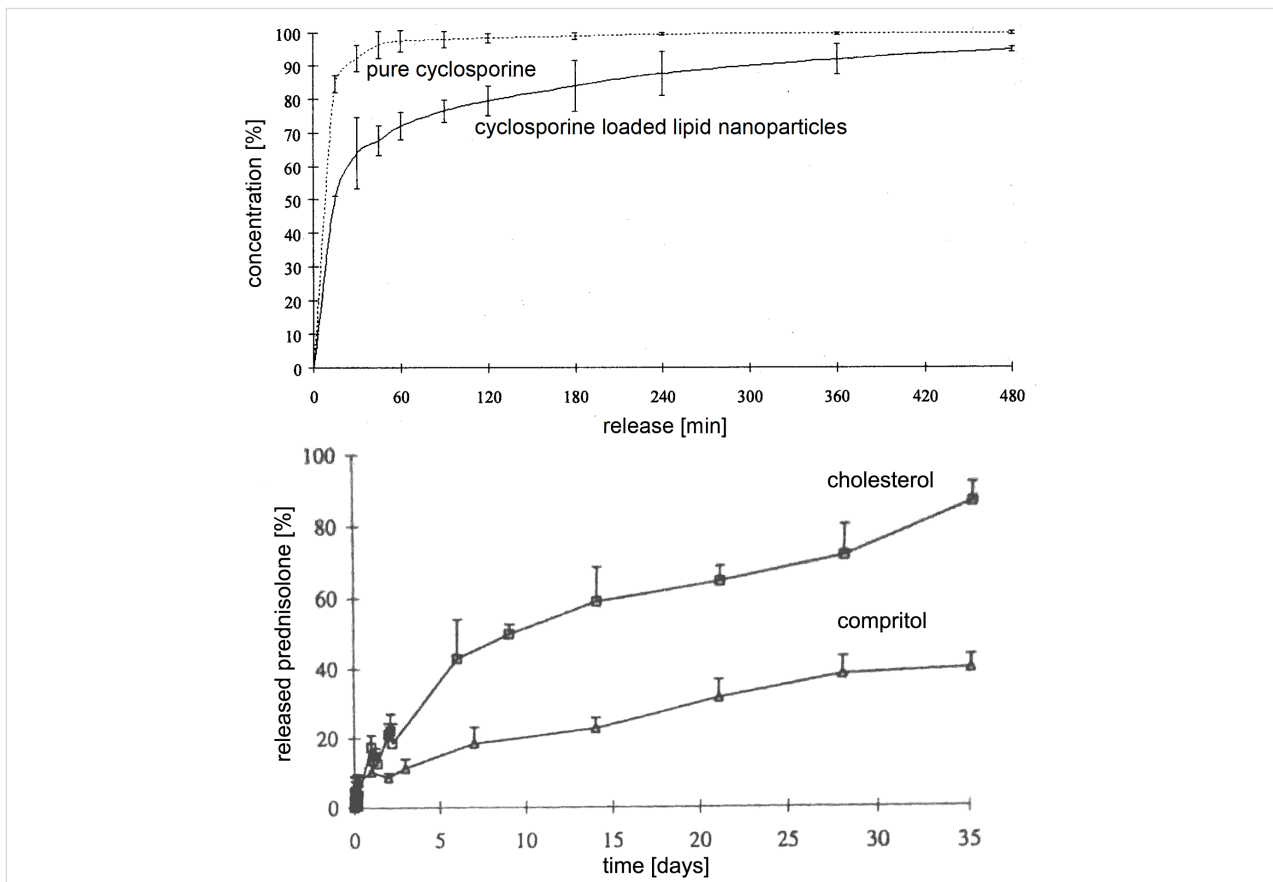 100
90
80
70
60
50
40
30
20
10
0
concentration [%]
pure cyclosporine
cyclosporine loaded lipid nanoparticles
0 60 120 180 240 300 360 420 480
release [min]
100
80
60
40
20
0
released prednisolone [%]
cholesterol
compritol
0 5 10 15 20 25 30 35
time [days]